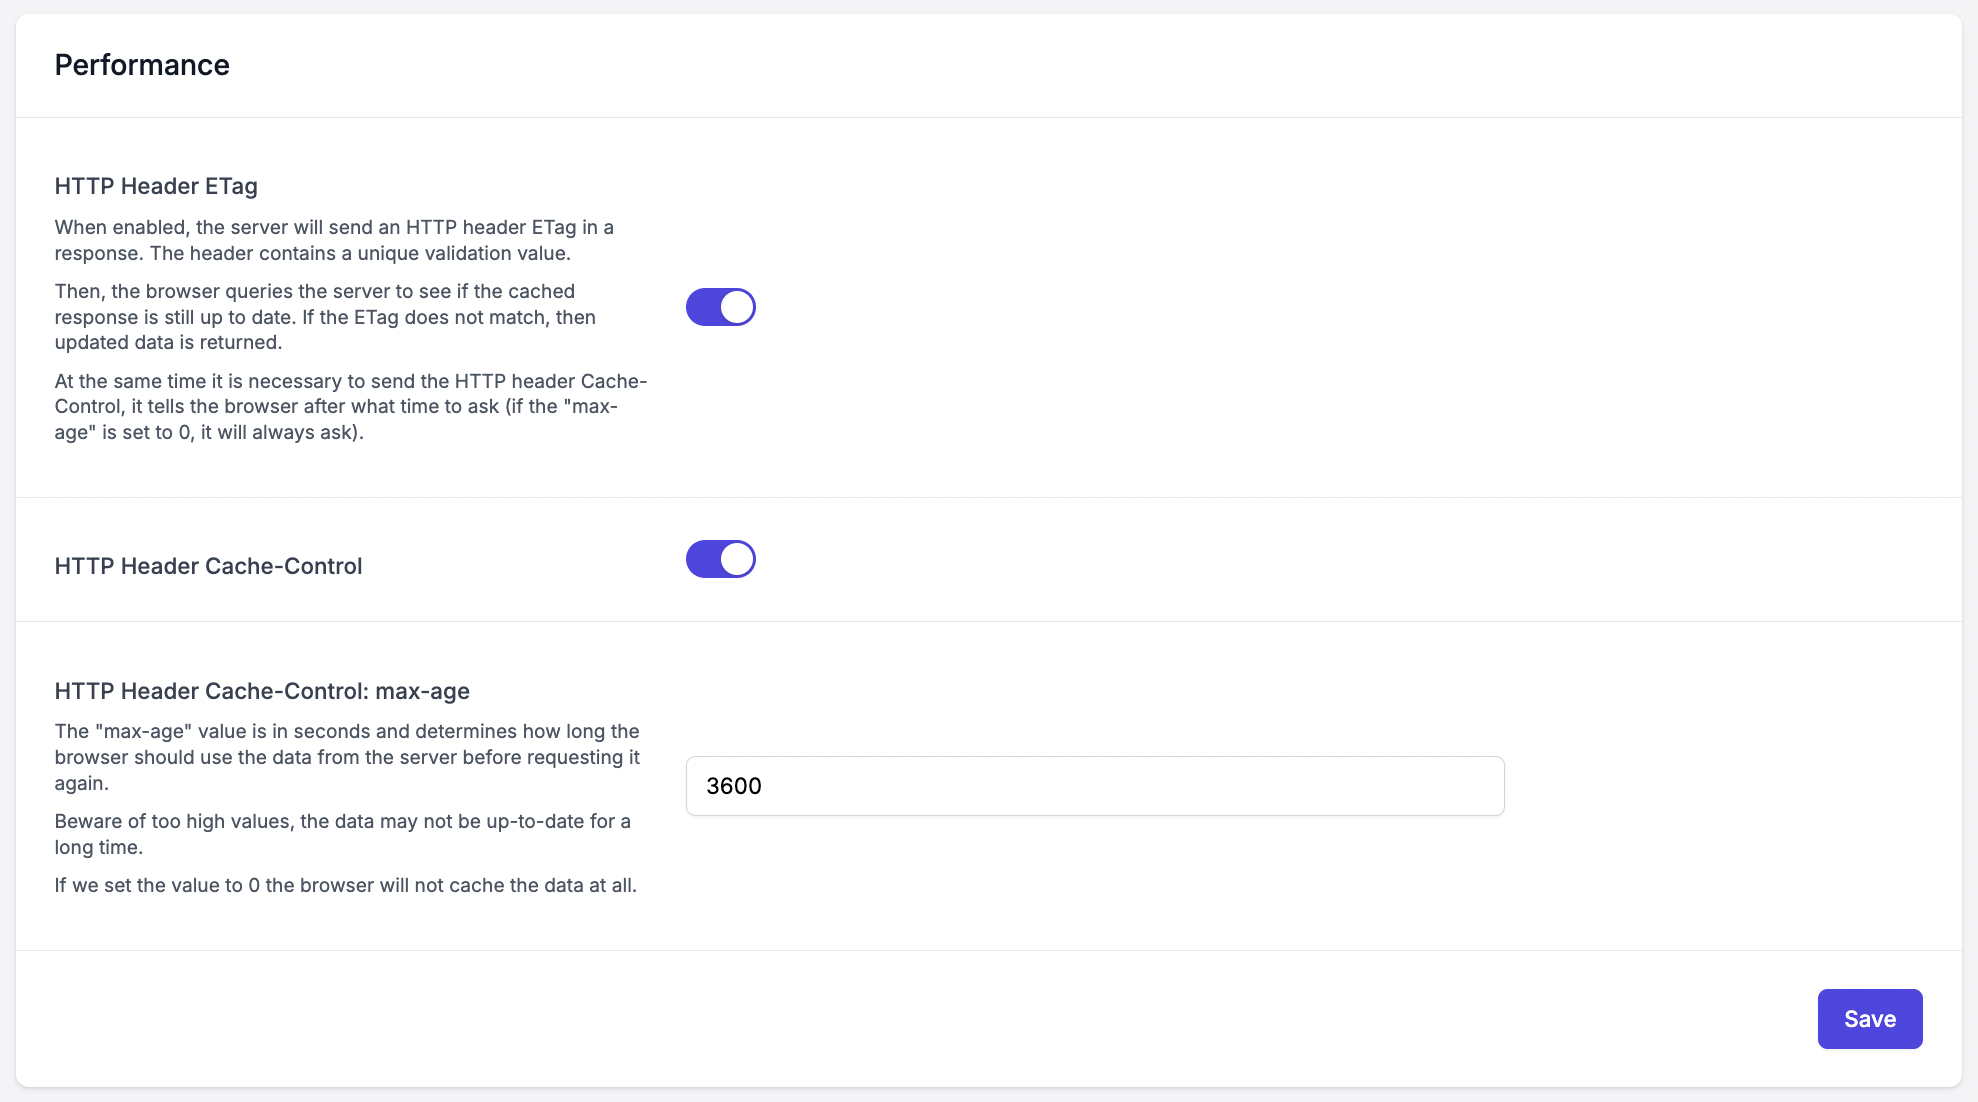 Performance
HTTP Header ETag
When enabled, the server will send an HTTP header ETag in a
response. The header contains a unique validation value.
Then, the browser queries the server to see if the cached
response is still up to date. If the ETag does not match, then
updated data is returned.
At the same time it is necessary to send the HTTP header Cache-
Control, it tells the browser after what time to ask (if the "max-
age" is set to 0, it will always ask).
HTTP Header Cache-Control
HTTP Header Cache-Control: max-age
The "max-age" value is in seconds and determines how long the
browser should use the data from the server before requesting it
again.
Beware of too high values, the data may not be up-to-date for a
long time.
If we set the value to 0 the browser will not cache the data at all.
3600
Save